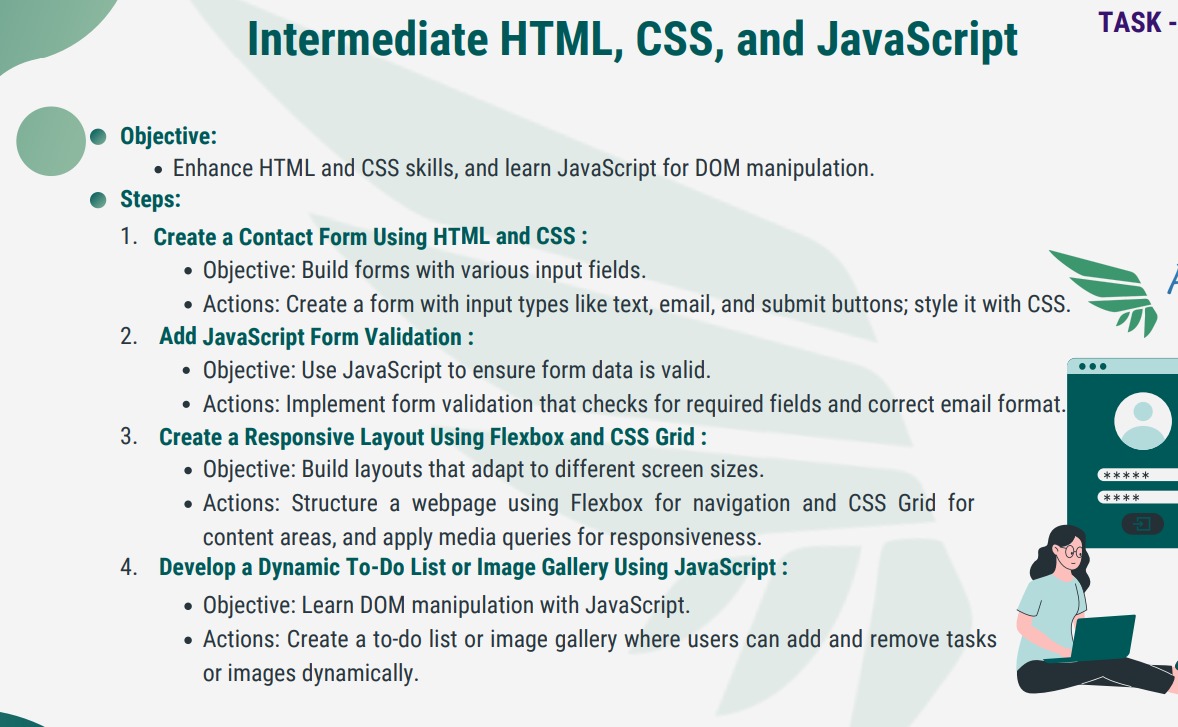 Intermediate HTML, CSS, and JavaScript
TASK -
Objective:
Enhance HTML and CSS skills, and learn JavaScript for DOM manipulation.
Steps:
1. Create a Contact Form Using HTML and CSS :
Objective: Build forms with various input fields.
Actions: Create a form with input types like text, email, and submit buttons; style it with CSS.
2. Add JavaScript Form Validation :
Objective: Use JavaScript to ensure form data is valid.
Actions: Implement form validation that checks for required fields and correct email format.
3. Create a Responsive Layout Using Flexbox and CSS Grid :
Objective: Build layouts that adapt to different screen sizes.
Actions: Structure a webpage using Flexbox for navigation and CSS Grid for
content areas, and apply media queries for responsiveness.
4. Develop a Dynamic To-Do List or Image Gallery Using JavaScript :
Objective: Learn DOM manipulation with JavaScript.
Actions: Create a to-do list or image gallery where users can add and remove tasks
or images dynamically.
*****
****